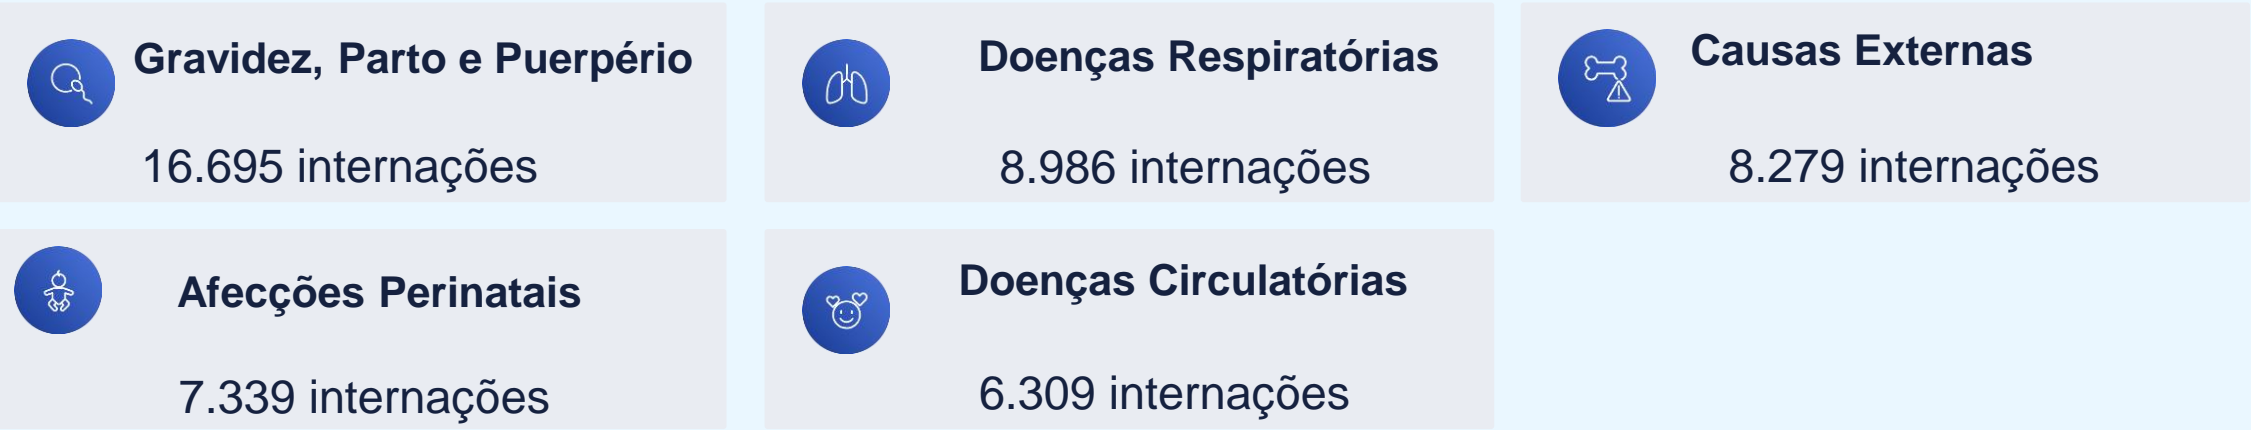 Gravidez, Parto e Puerpério
16.695 internações
Doenças Respiratórias
8.986 internações
Causas Externas
8.279 internações
Afecções Perinatais
7.339 internações
Doenças Circulatórias
6.309 internações